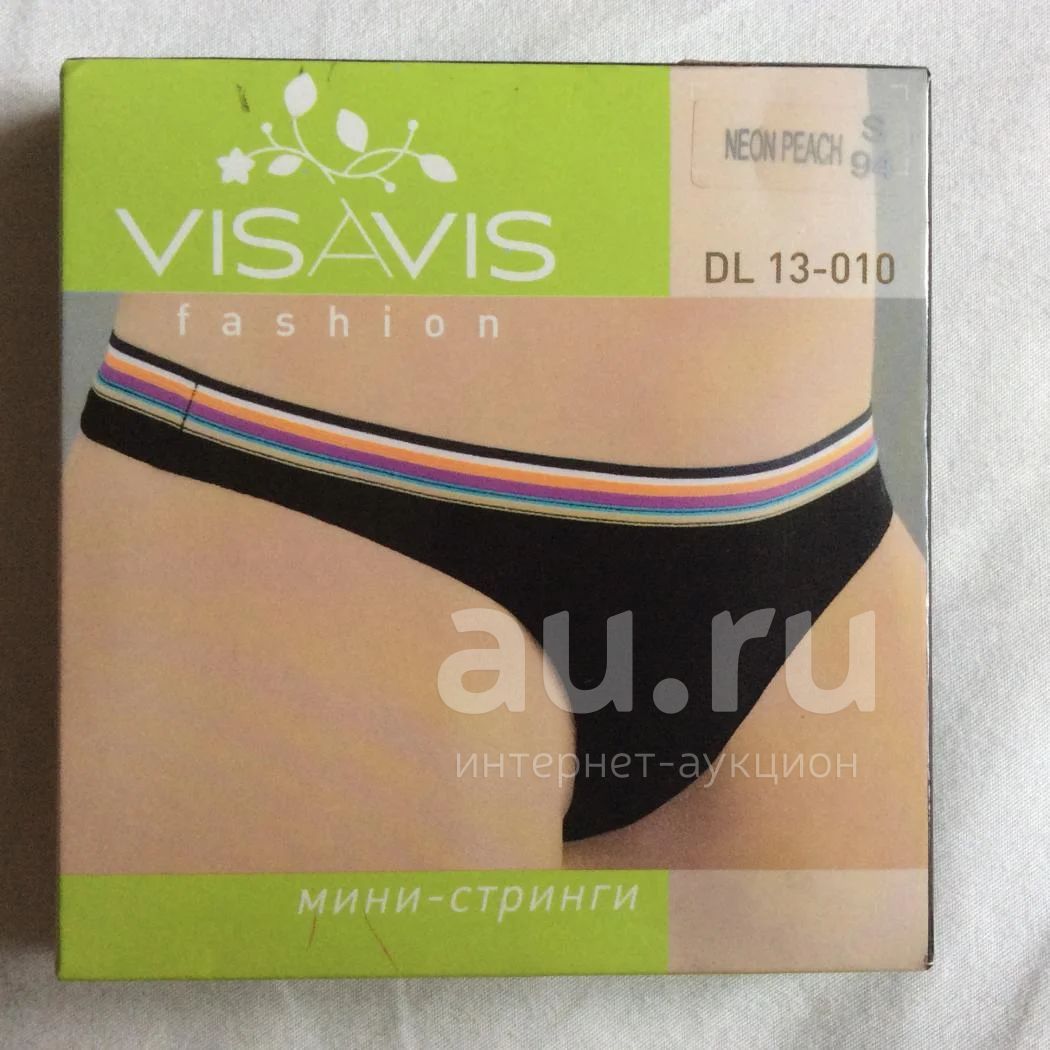 VISAVIS
fashion
NEON PEACH
S
94
DL 13-010
au.ru
интернет-аукцион
мини-стринги